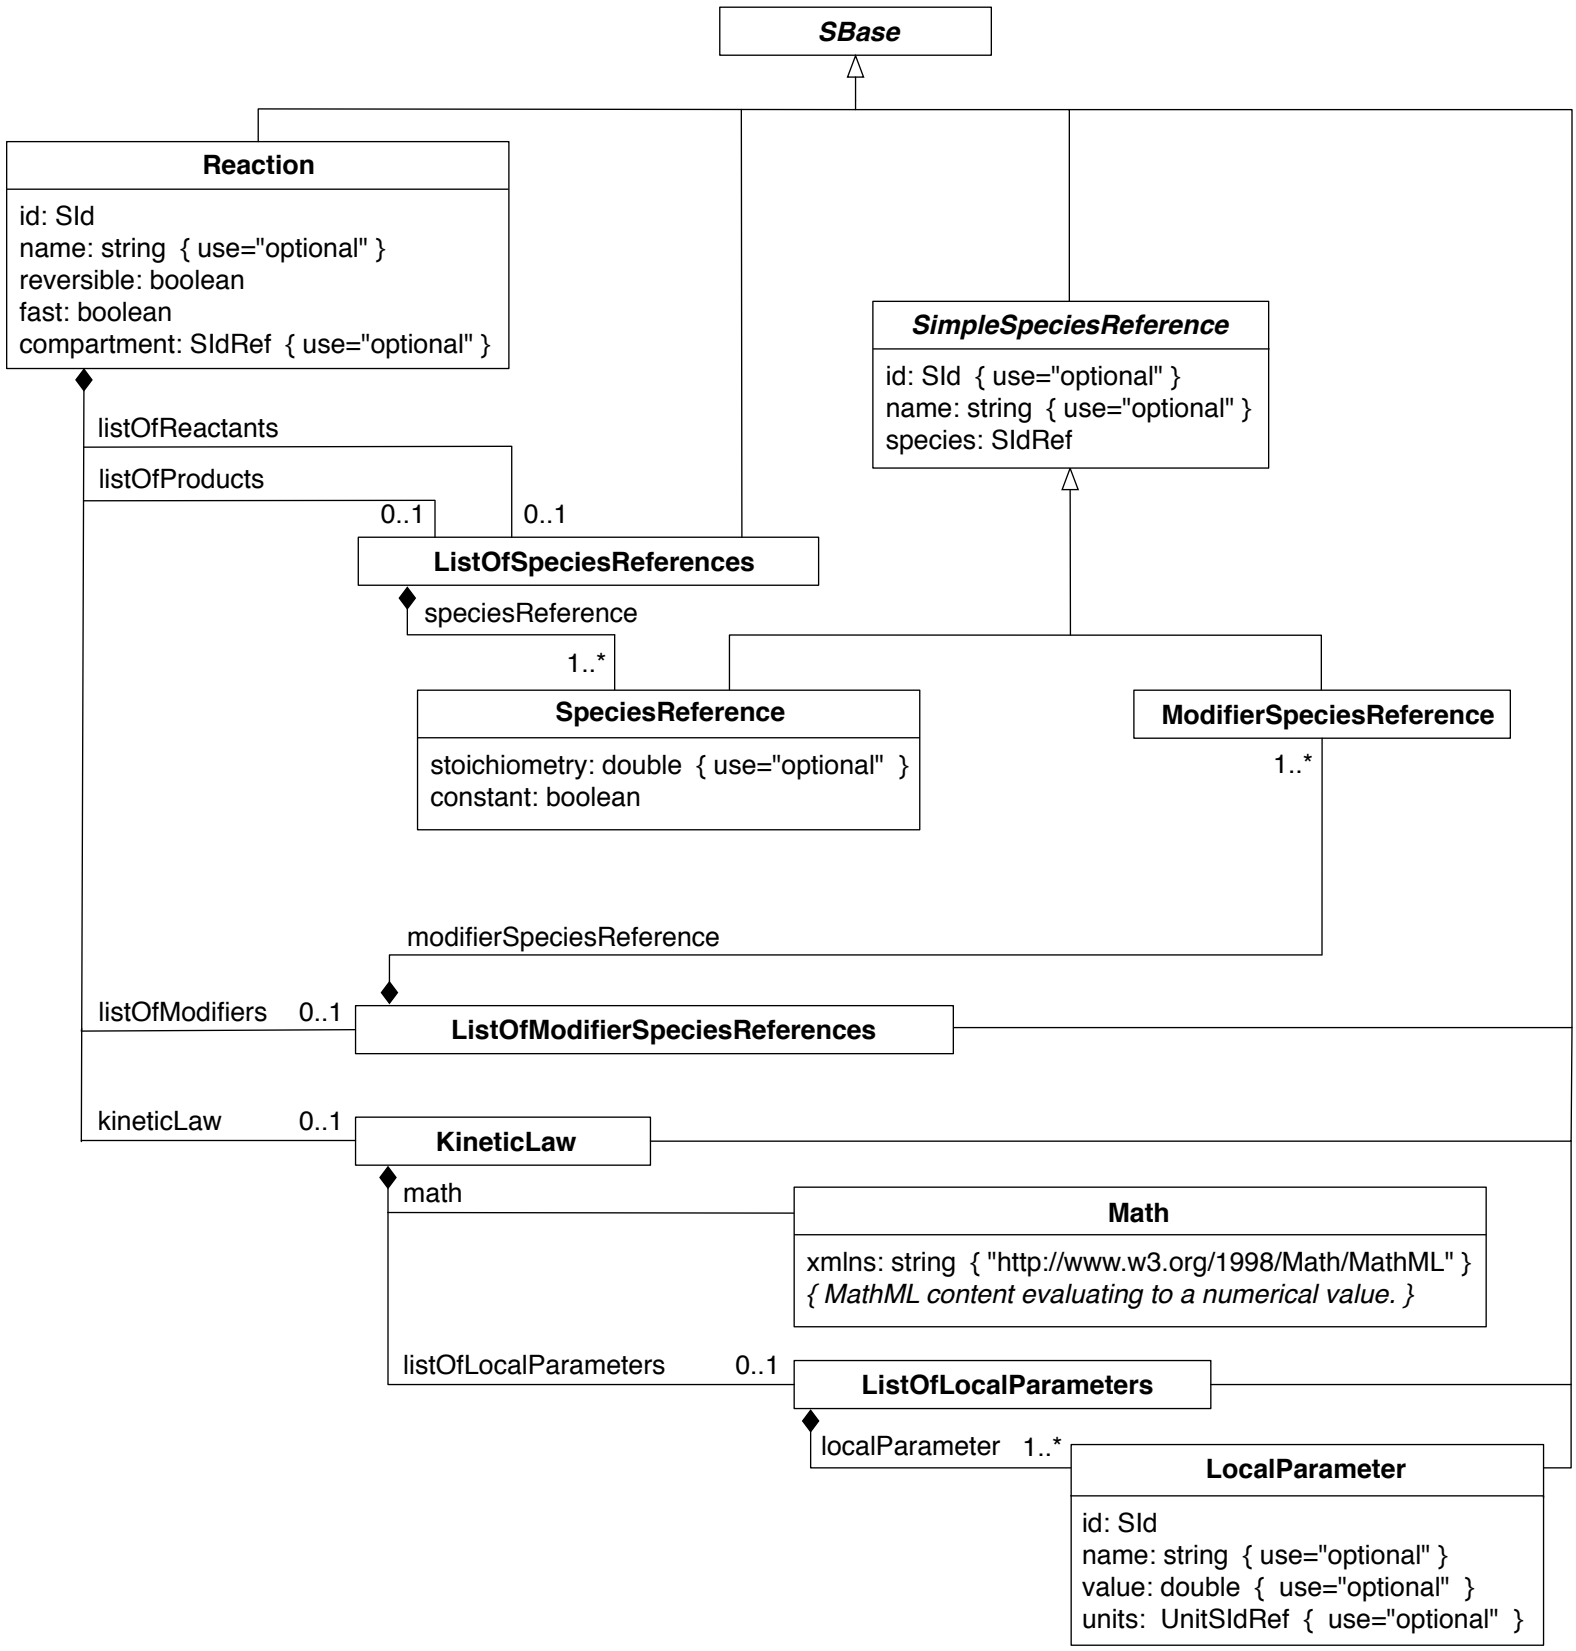 SBase
Reaction
id: SId
name: string { use="optional" }
reversible: boolean
fast: boolean
compartment: SIdRef { use="optional" }
SimpleSpeciesReference
id: SId { use="optional" }
name: string { use="optional" }
species: SIdRef
listOfReactants
listOfProducts
0..1
0..1
ListOfSpeciesReferences
speciesReference
1..*
SpeciesReference
stoichiometry: double { use="optional" }
constant: boolean
ModifierSpeciesReference
1..*
modifierSpeciesReference
listOfModifiers 0..1
ListOfModifierSpeciesReferences
kineticLaw 0..1
KineticLaw
math
Math
xmlns: string { "http://www.w3.org/1998/Math/MathML" }
{ MathML content evaluating to a numerical value. }
listOfLocalParameters 0..1
ListOfLocalParameters
localParameter 1..*
LocalParameter
id: SId
name: string { use="optional" }
value: double { use="optional" }
units: UnitSIdRef { use="optional" }